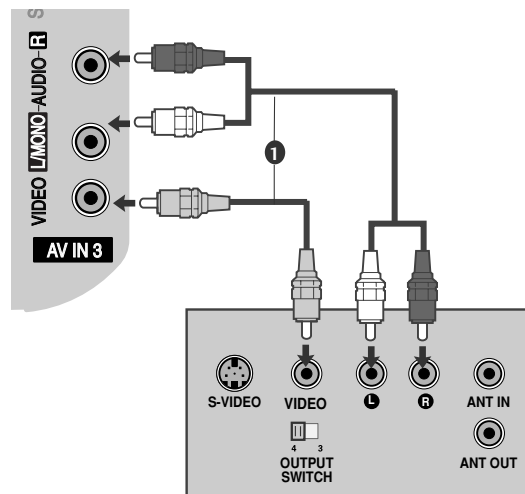 S
VIDEO L/MONO-AUDIO-R
AV IN 3
1
S-VIDEO
VIDEO
L
R
ANT IN
4 3
OUTPUT
SWITCH
ANT OUT